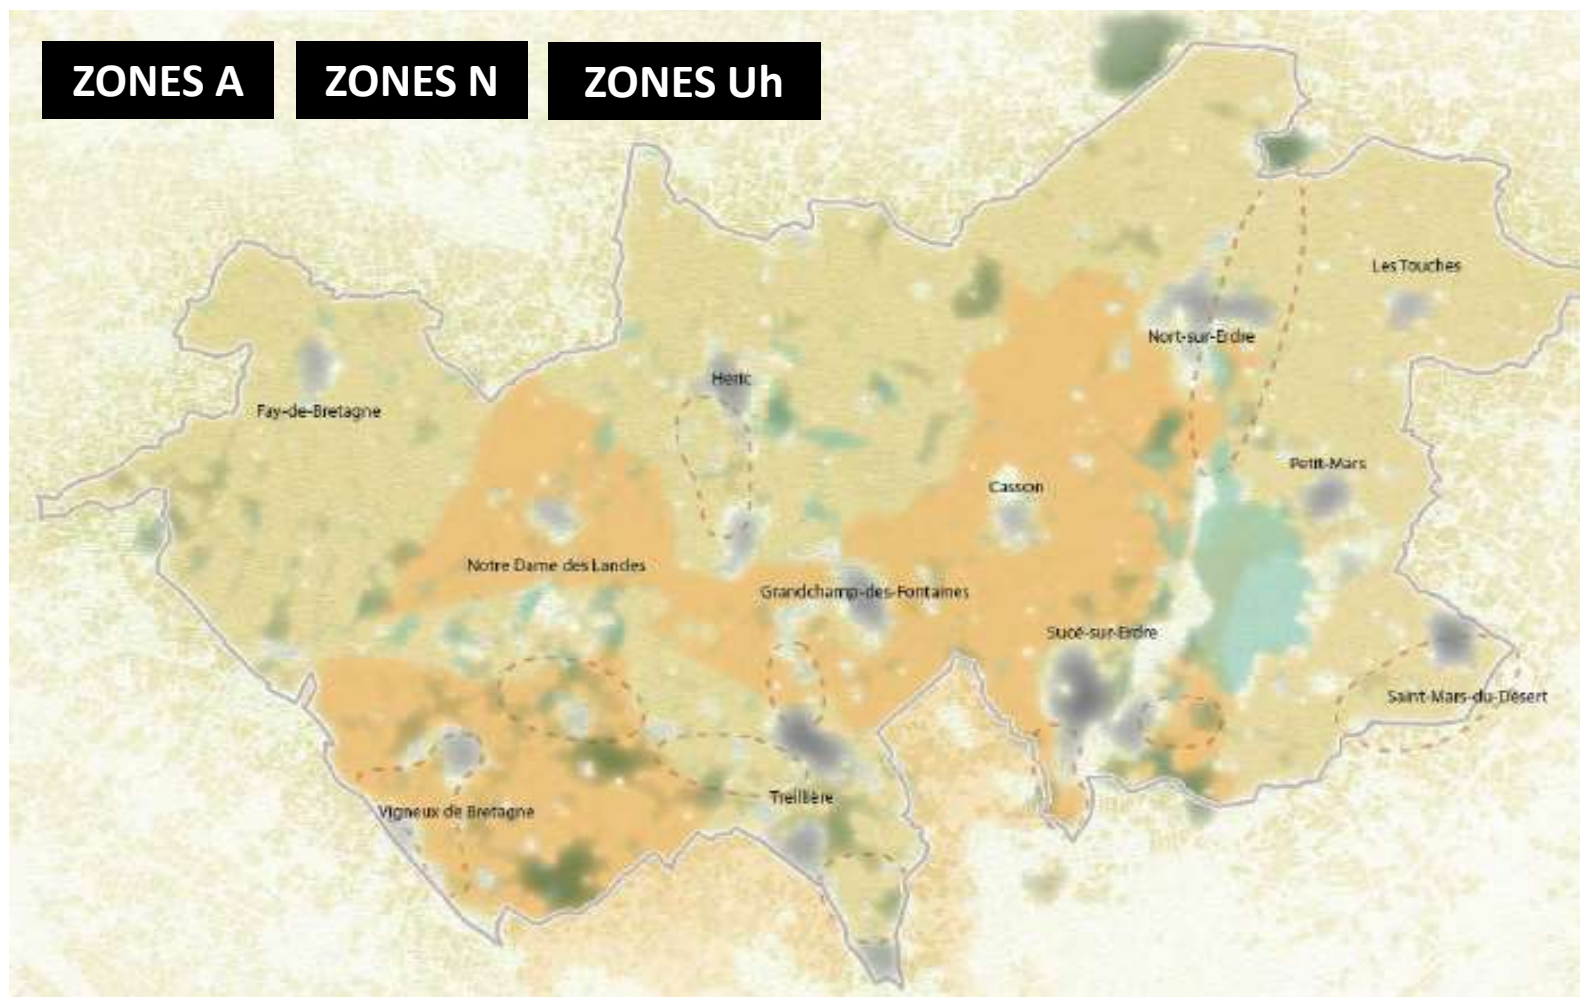 ZONES A
ZONES N
ZONES Uh
Les Touches
Nort-sur-Erdre
Héric
Fay-de-Bretagne
Petit-Mars
Casson
Notre Dame des Landes
Grandchamp-des-Fontaines
Sucé-sur-Erdre
Saint-Mars-du-Désert
Treillière
Vigneux de Bretagne